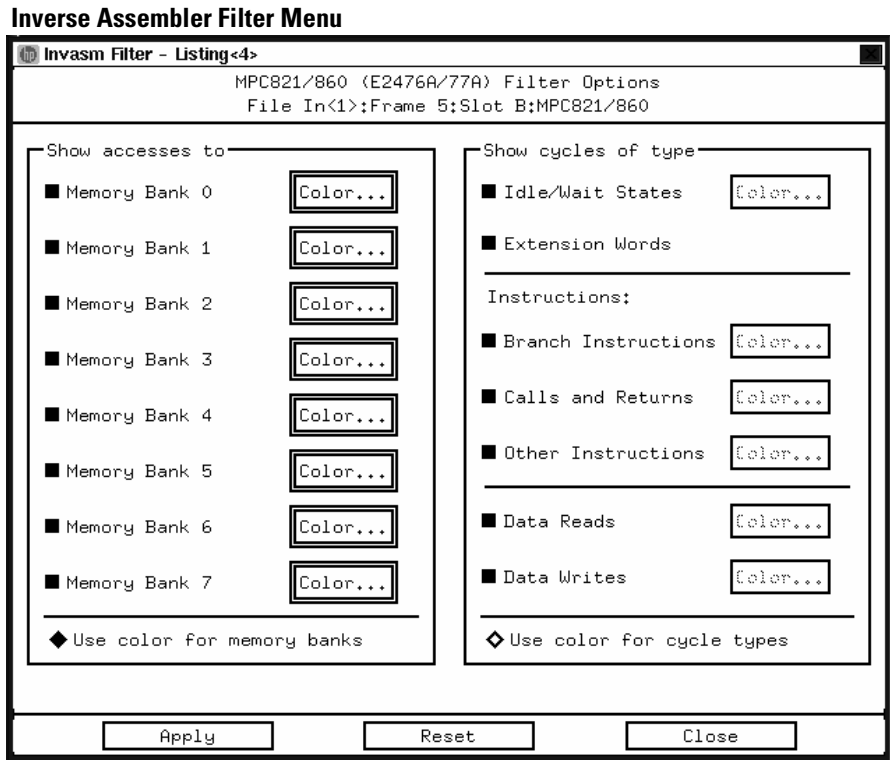 Inverse Assembler Filter Menu
hp Invasm Filter - Listing<4>
MPC821/860 (E2476A/77A) Filter Options
File In<1>:Frame 5:Slot B:MPC821/860
Show accesses to
Memory Bank 0 Color...
Memory Bank 1 Color...
Memory Bank 2 Color...
Memory Bank 3 Color...
Memory Bank 4 Color...
Memory Bank 5 Color...
Memory Bank 6 Color...
Memory Bank 7 Color...
Use color for memory banks
Show cycles of type
Idle/Wait States Color...
Extension Words
Instructions:
Branch Instructions Color...
Calls and Returns Color...
Other Instructions Color...
Data Reads Color...
Data Writes Color...
Use color for cycle types
Apply Reset Close